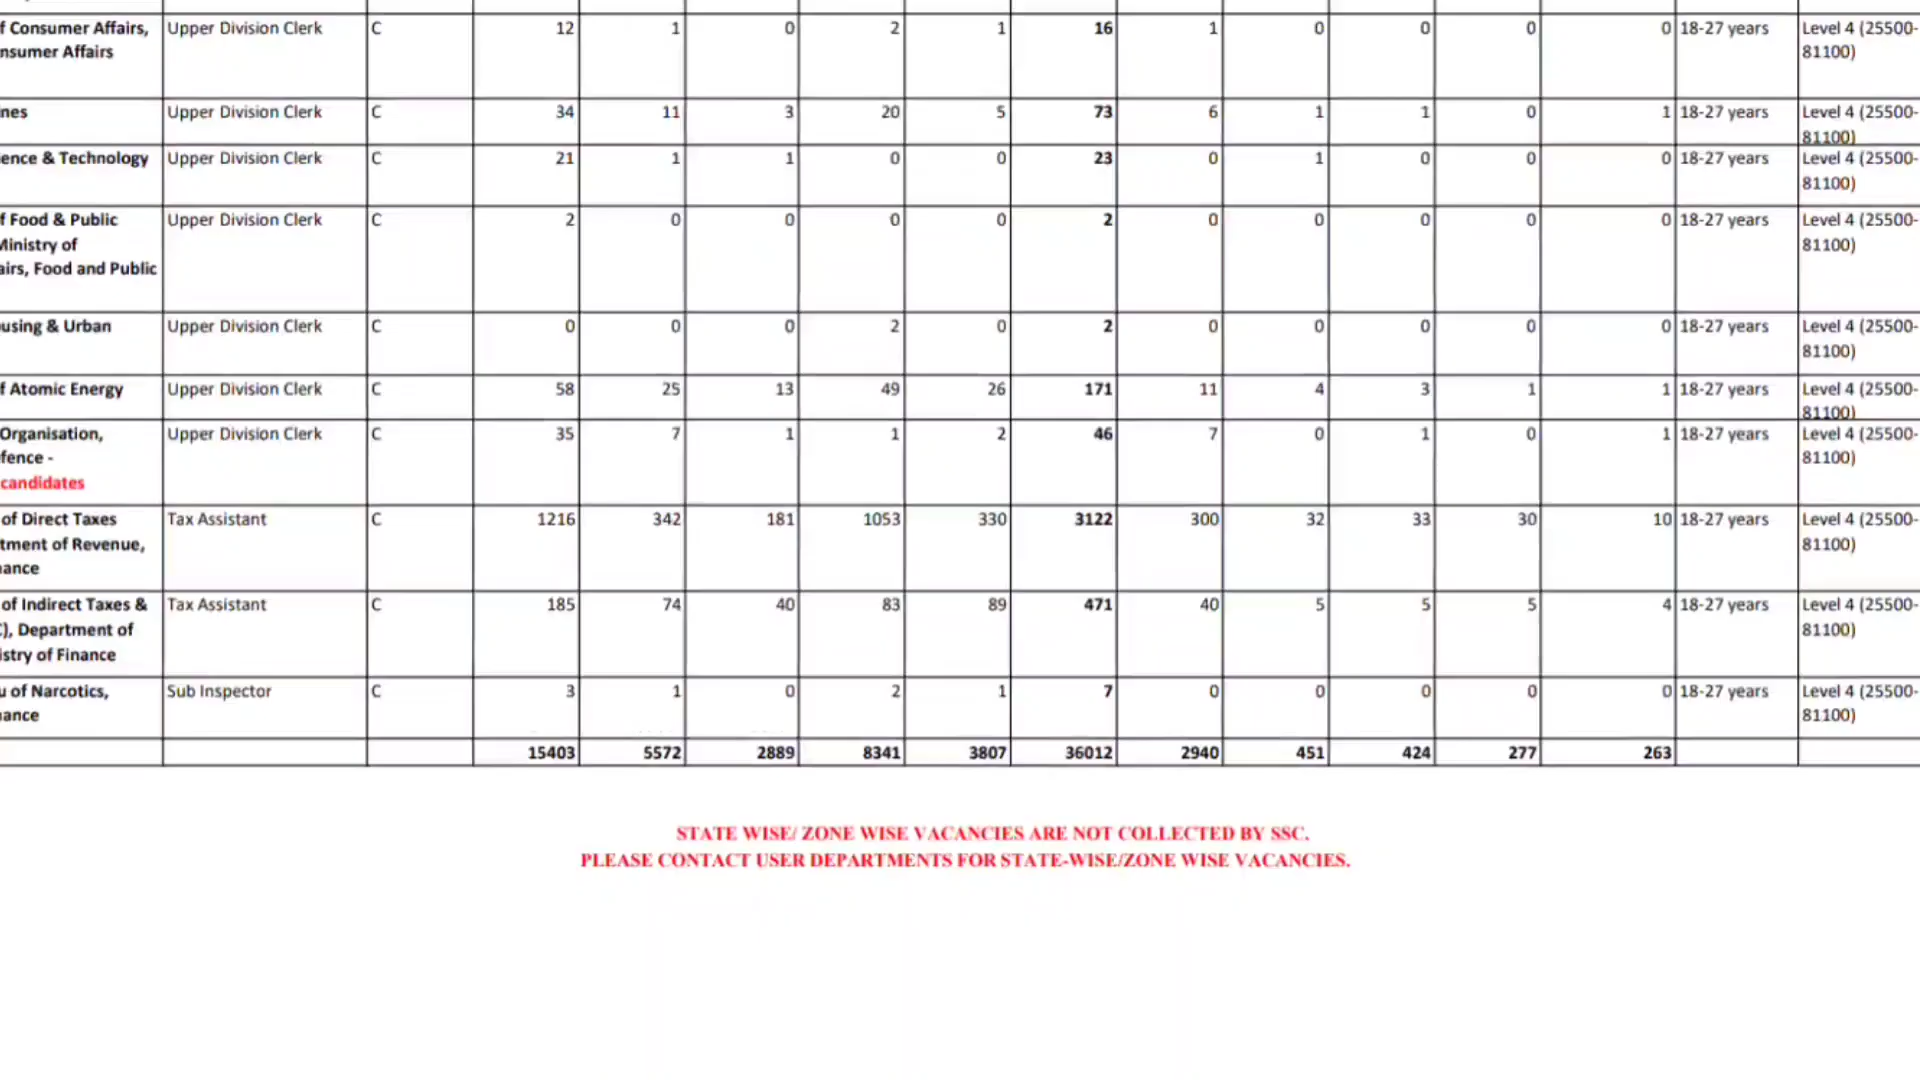 f Consumer Affairs, Upper Division Clerk C 12 1 0 2 1 16 1 0 0 0 0 18-27 years Level 4 (25500-
nsumer Affairs 81100)
nes Upper Division Clerk C 34 11 3 20 5 73 6 1 1 0 1 18-27 years Level 4 (25500-
81100)
ence & Technology Upper Division Clerk C 21 1 1 0 0 23 0 1 0 0 0 18-27 years Level 4 (25500-
81100)
f Food & Public Upper Division Clerk C 2 0 0 0 0 2 0 0 0 0 0 18-27 years Level 4 (25500-
Ministry of 81100)
airs, Food and Public
using & Urban Upper Division Clerk C 0 0 0 2 0 2 0 0 0 0 0 18-27 years Level 4 (25500-
81100)
f Atomic Energy Upper Division Clerk C 58 25 13 49 26 171 11 4 3 1 1 18-27 years Level 4 (25500-
81100)
Organisation, Upper Division Clerk C 35 7 1 1 2 46 7 0 1 0 1 18-27 years Level 4 (25500-
fence - 81100)
candidates
of Direct Taxes Tax Assistant C 1216 342 181 1053 330 3122 300 32 33 30 10 18-27 years Level 4 (25500-
tment of Revenue, 81100)
nance
of Indirect Taxes & Tax Assistant C 185 74 40 83 89 471 40 5 5 5 4 18-27 years Level 4 (25500-
C), Department of 81100)
istry of Finance
u of Narcotics, Sub Inspector C 3 1 0 2 1 7 0 0 0 0 0 18-27 years Level 4 (25500-
nance 81100)
15403 5572 2889 8341 3807 36012 2940 451 424 277 263
STATE WISE/ ZONE WISE VACANCIES ARE NOT COLLECTED BY SSC.
PLEASE CONTACT USER DEPARTMENTS FOR STATE-WISE/ZONE WISE VACANCIES.